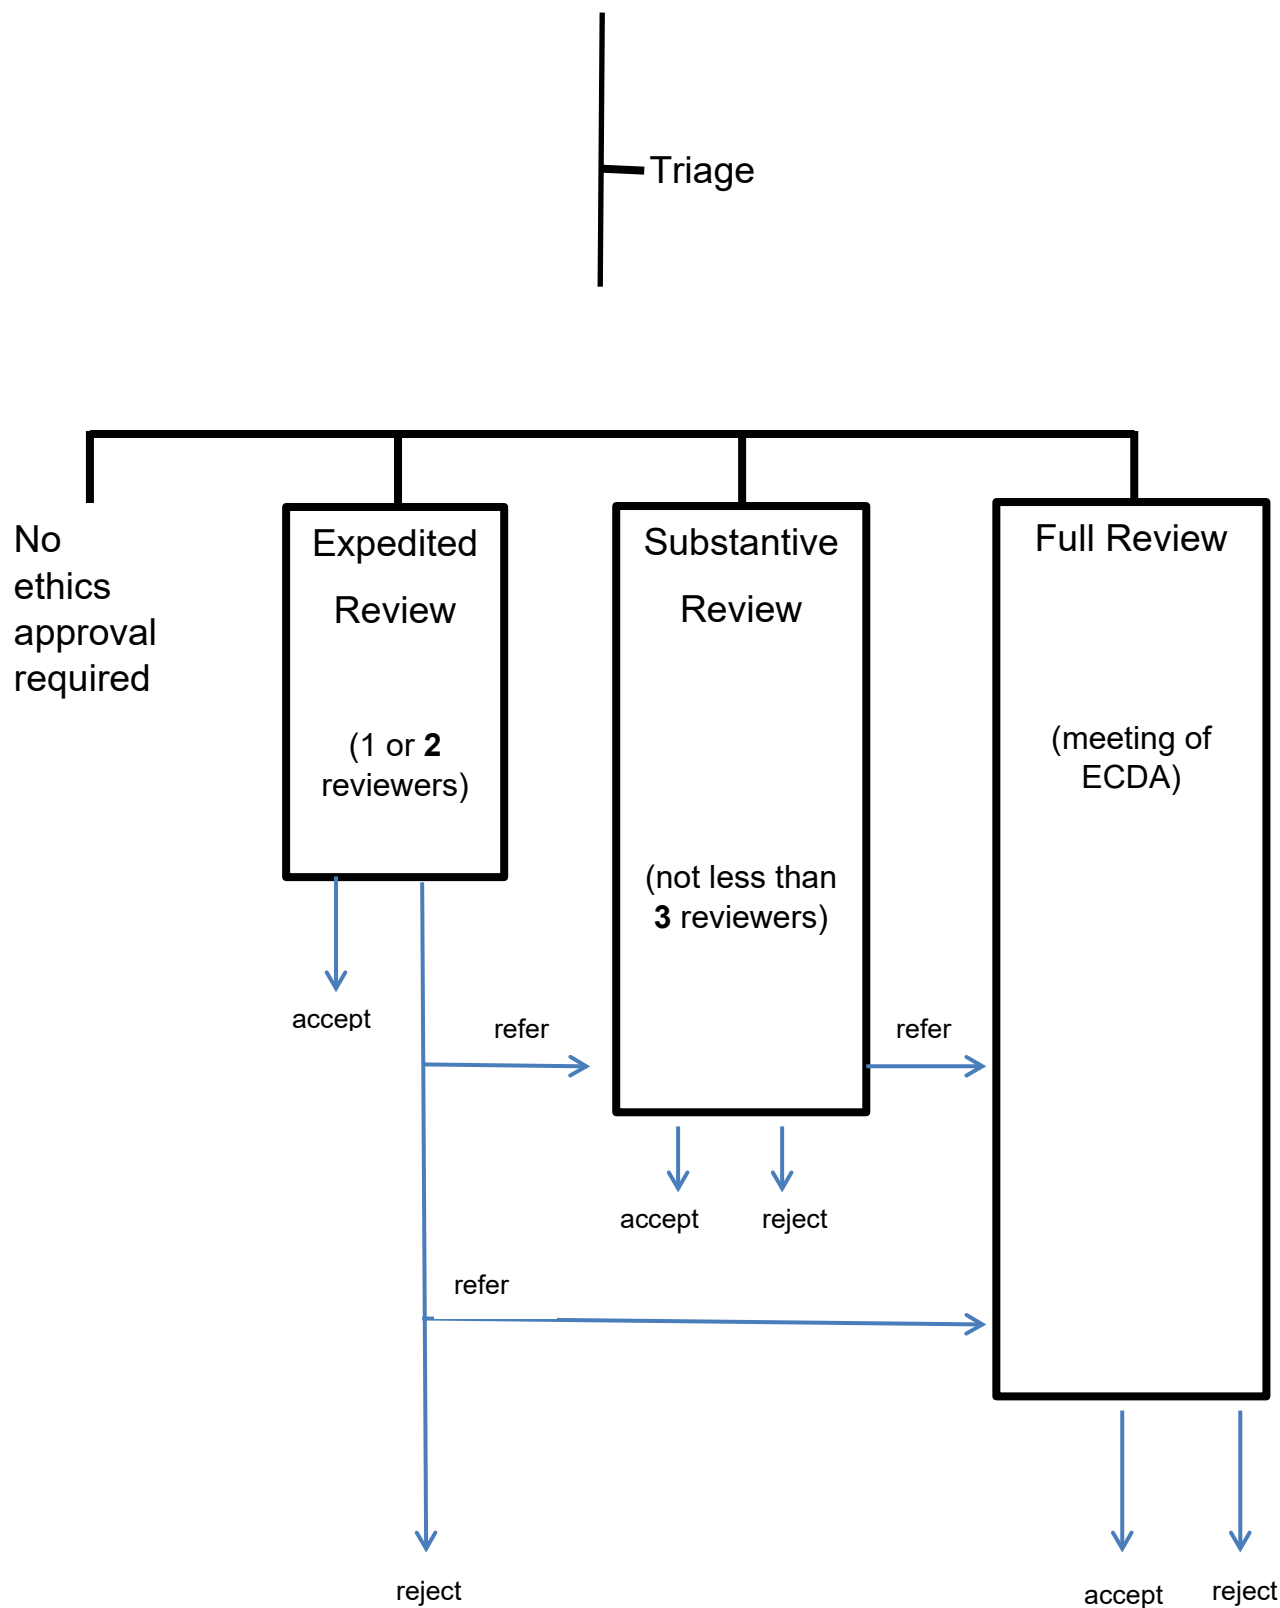 Triage
No
ethics
approval
required
Expedited
Review
(1 or 2
reviewers)
Substantive
Review
(not less than
3 reviewers)
Full Review
(meeting of
ECDA)
accept
refer
refer
accept
reject
refer
reject
accept
reject